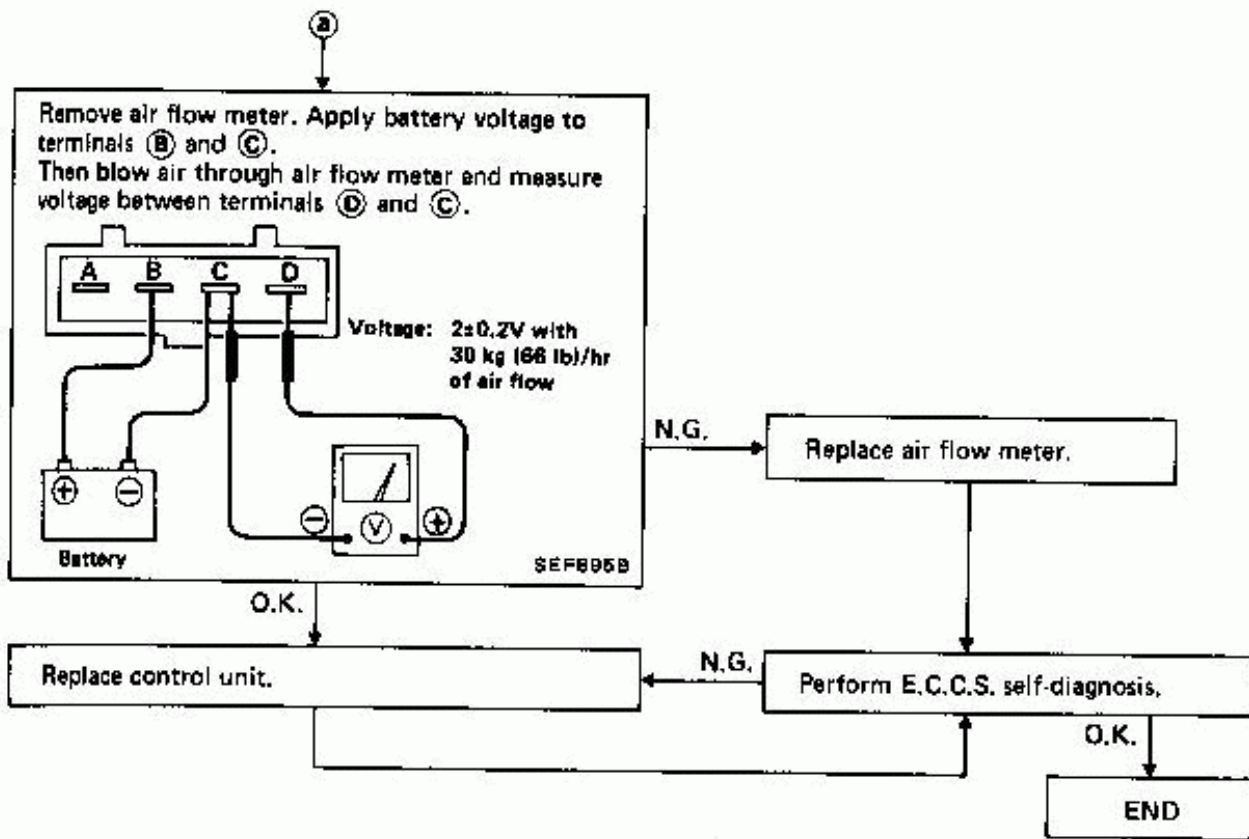 ⓐ
Remove air flow meter. Apply battery voltage to
terminals Ⓑ and Ⓒ.
Then blow air through air flow meter and measure
voltage between terminals Ⓓ and Ⓒ.
A B C D
Voltage: 2±0.2V with
30 kg (66 lb)/hr
of air flow
⊕ ⊖
Battery
⊖ Ⓥ ⊕
SEF895B
N.G.
Replace air flow meter.
O.K.
Replace control unit.
N.G.
Perform E.C.C.S. self-diagnosis.
O.K.
END